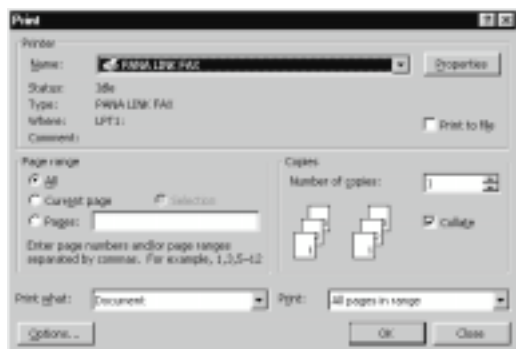 Print
Printer
Name: PANA LINK FAX Properties
Status: Idle
Type: PANA LINK FAX
Where: LPT1:
Comment: Print to file
Page range
All
Current page Selection
Pages:
Enter page numbers and/or page ranges
separated by commas. For example, 1,3,5–12
Copies
Number of copies: 1
Collate
Print what: Document Print: All pages in range
Options... OK Close